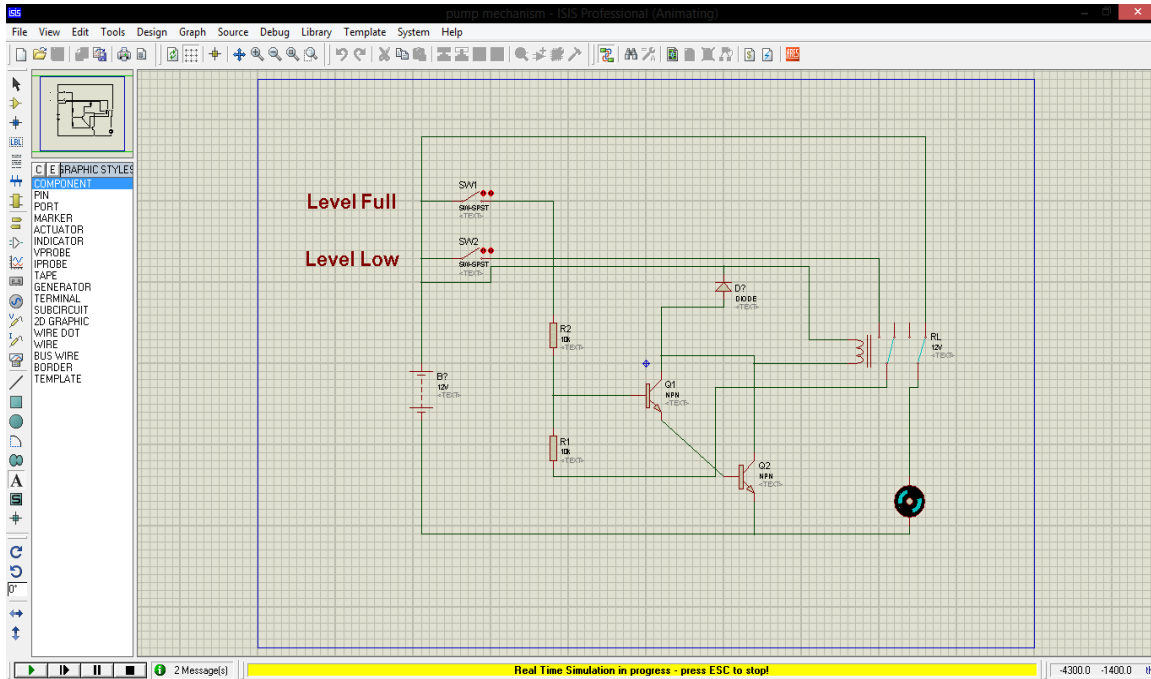 ISIS
pump mechanism - ISIS Professional (Animating)
File View Edit Tools Design Graph Source Debug Library Template System Help
LBL
C E GRAPHIC STYLES
COMPONENT
PIN
PORT
MARKER
ACTUATOR
INDICATOR
VPROBE
IPROBE
TAPE
GENERATOR
TERMINAL
SUBCIRCUIT
2D GRAPHIC
WIRE DOT
WIRE
BUS WIRE
BORDER
TEMPLATE
A
S
0°
Level Full
SW1
SW-SPST
<TEXT>
Level Low
SW2
SW-SPST
<TEXT>
D?
DIODE
<TEXT>
R2
10k
<TEXT>
RL
12V
<TEXT>
B?
12V
<TEXT>
Q1
NPN
<TEXT>
R1
10k
<TEXT>
Q2
NPN
<TEXT>
2 Message(s)
Real Time Simulation in progress - press ESC to stop!
-4300.0 -1400.0